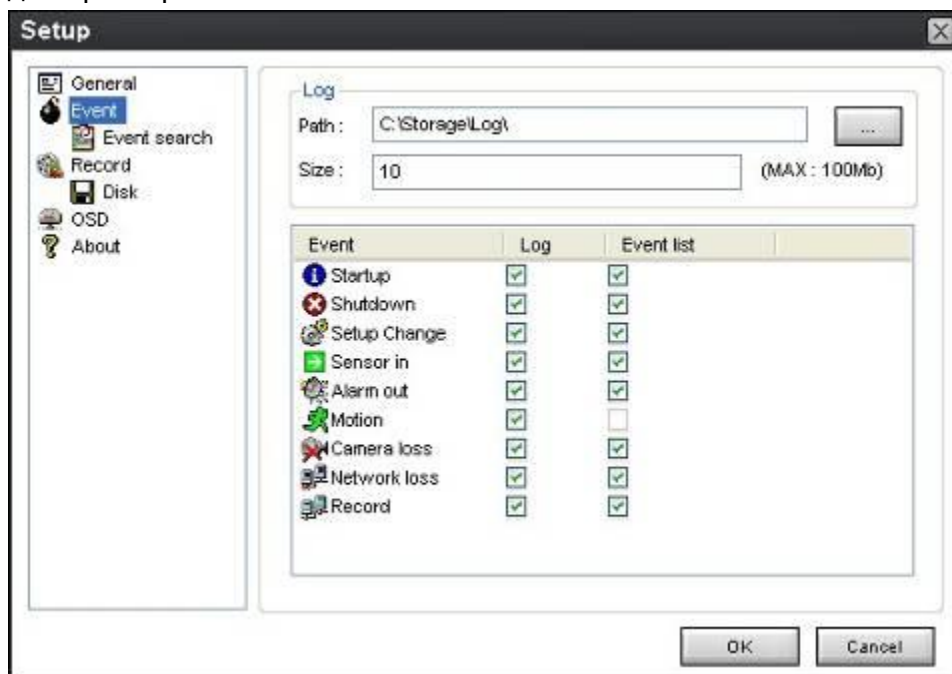 Setup
General
Event
Event search
Record
Disk
OSD
About
Log
Path : C:\Storage\Log\ ...
Size : 10 (MAX : 100Mb)
Event Log Event list
Startup
Shutdown
Setup Change
Sensor in
Alarm out
Motion
Camera loss
Network loss
Record
OK Cancel